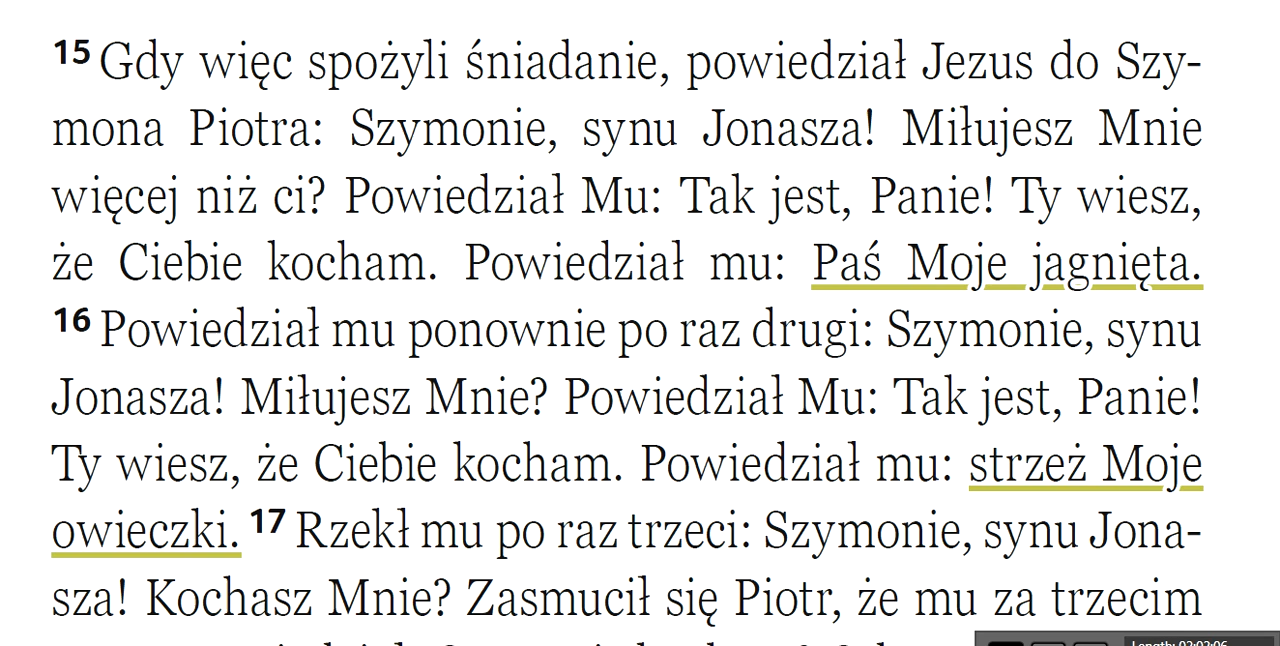 15 Gdy więc spożyli śniadanie, powiedział Jezus do Szy-
mona Piotra: Szymonie, synu Jonasza! Miłujesz Mnie
więcej niż ci? Powiedział Mu: Tak jest, Panie! Ty wiesz,
że Ciebie kocham. Powiedział mu: Paś Moje jagnięta.
16 Powiedział mu ponownie po raz drugi: Szymonie, synu
Jonasza! Miłujesz Mnie? Powiedział Mu: Tak jest, Panie!
Ty wiesz, że Ciebie kocham. Powiedział mu: strzeż Moje
owieczki. 17 Rzekł mu po raz trzeci: Szymonie, synu Jona-
sza! Kochasz Mnie? Zasmucił się Piotr, że mu za trzecim
Length: 02:02:06